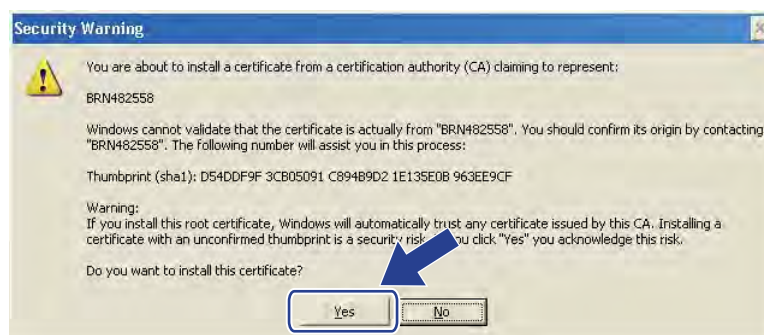 Security Warning
You are about to install a certificate from a certification authority (CA) claiming to represent:
BRN482558
Windows cannot validate that the certificate is actually from "BRN482558". You should confirm its origin by contacting
"BRN482558". The following number will assist you in this process:
Thumbprint (sha1): D54DDF9F 3CB05091 C894B9D2 1E135E0B 963EE9CF
Warning:
If you install this root certificate, Windows will automatically trust any certificate issued by this CA. Installing a
certificate with an unconfirmed thumbprint is a security risk click "Yes" you acknowledge this risk.
Do you want to install this certificate?
Yes No